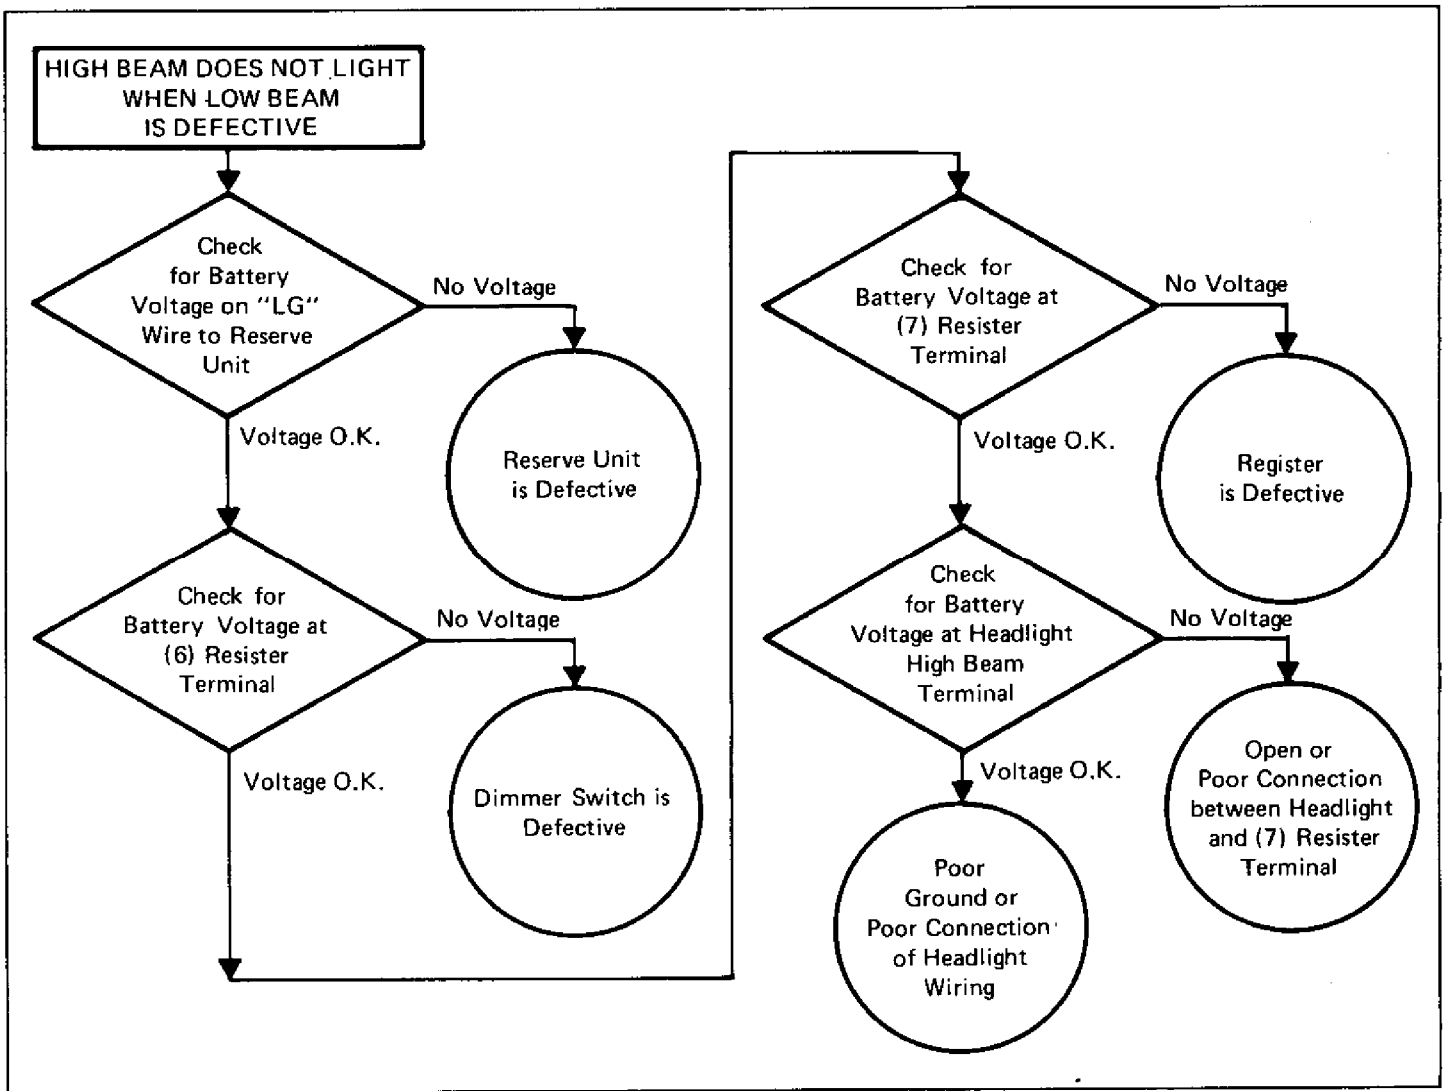 HIGH BEAM DOES NOT LIGHT
WHEN LOW BEAM
IS DEFECTIVE
Check
for Battery
Voltage on "LG"
Wire to Reserve
Unit
No Voltage
Reserve Unit
is Defective
Voltage O.K.
Check for
Battery Voltage at
(6) Resister
Terminal
No Voltage
Dimmer Switch is
Defective
Voltage O.K.
Check for
Battery Voltage at
(7) Resister
Terminal
No Voltage
Register
is Defective
Voltage O.K.
Check
for Battery
Voltage at Headlight
High Beam
Terminal
No Voltage
Open or
Poor Connection
between Headlight
and (7) Resister
Terminal
Voltage O.K.
Poor
Ground or
Poor Connection
of Headlight
Wiring